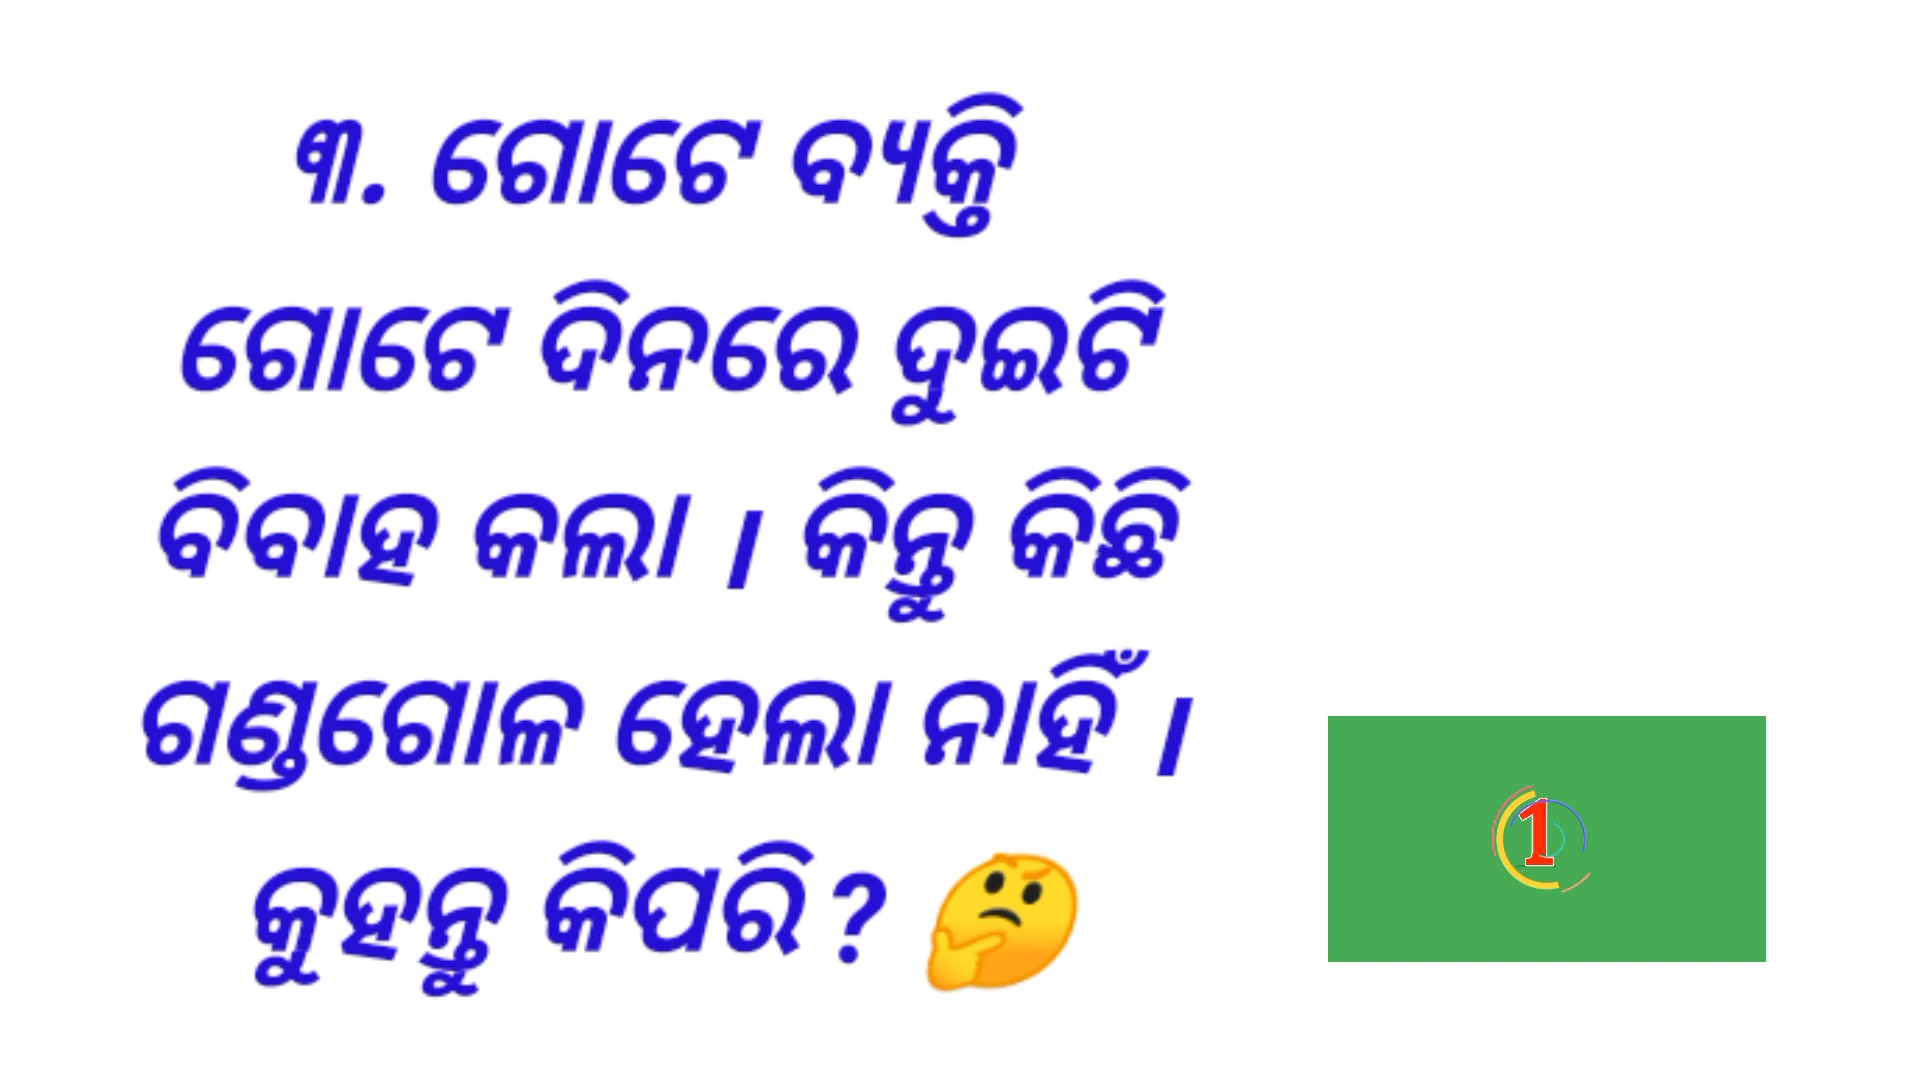 ୩. ଗୋଟେ ବ୍ୟକ୍ତି
ଗୋଟେ ଦିନରେ ଦୁଇଟି
ବିବାହ କଲା । କିନ୍ତୁ କିଛି
ଗଣ୍ଡଗୋଳ ହେଲା ନାହିଁ ।
କୁହନ୍ତୁ କିପରି ? 🤔
1